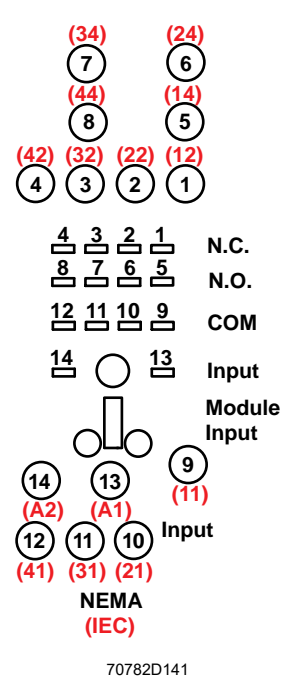 (34) (24)
7 6
(44) (14)
8 5
(42) (32) (22) (12)
4 3 2 1
4 3 2 1 N.C.
8 7 6 5 N.O.
12 11 10 9 COM
14 13 Input
Module
Input
9
14 13 (11)
(A2) (A1)
Input
12 11 10
(41) (31) (21)
NEMA
(IEC)
70782D141